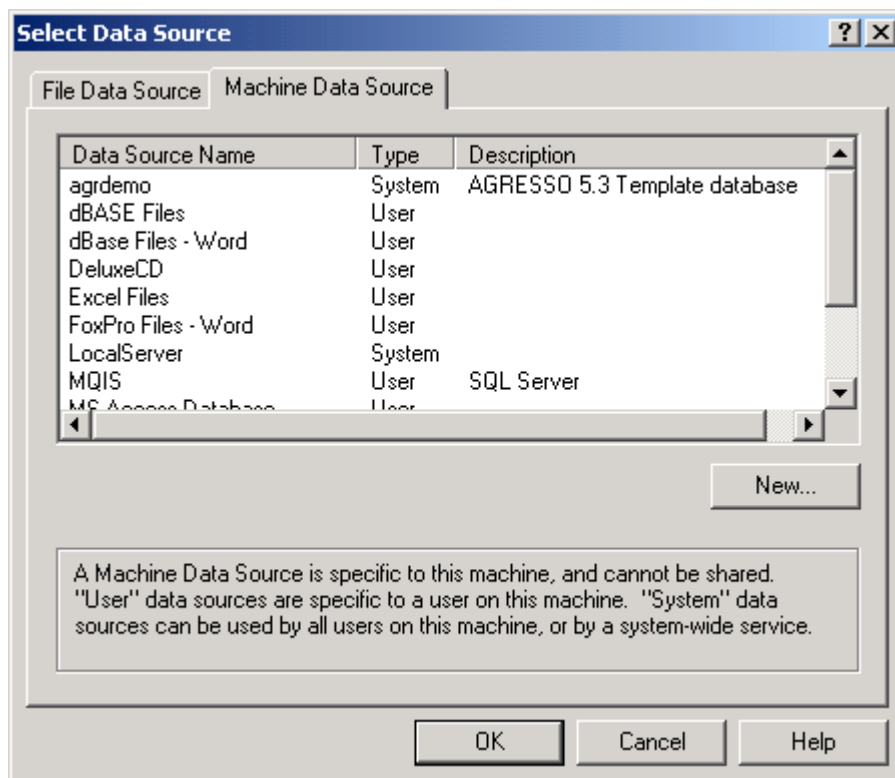 Select Data Source
File Data Source Machine Data Source
Data Source Name Type Description
agrdemo System AGRESSO 5.3 Template database
dBASE Files User
dBase Files - Word User
DeluxeCD User
Excel Files User
FoxPro Files - Word User
LocalServer System
MQIS User SQL Server
MS Access Database User
New...
A Machine Data Source is specific to this machine, and cannot be shared.
"User" data sources are specific to a user on this machine. "System" data
sources can be used by all users on this machine, or by a system-wide service.
OK Cancel Help